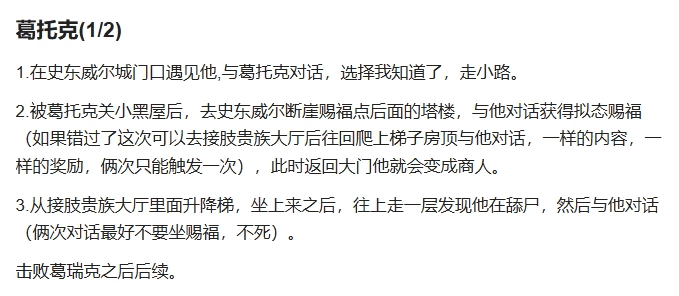 葛托克(1/2)
1.在史东威尔城门口遇见他,与葛托克对话，选择我知道了，走小路。
2.被葛托克关小黑屋后，去史东威尔断崖赐福点后面的塔楼，与他对话获得拟态赐福
（如果错过了这次可以去接肢贵族大厅后往回爬上梯子房顶与他对话，一样的内容，一
样的奖励，俩次只能触发一次），此时返回大门他就会变成商人。
3.从接肢贵族大厅里面升降梯，坐上来之后，往上走一层发现他在舔尸，然后与他对话
（俩次对话最好不要坐赐福，不死）。
击败葛瑞克之后后续。